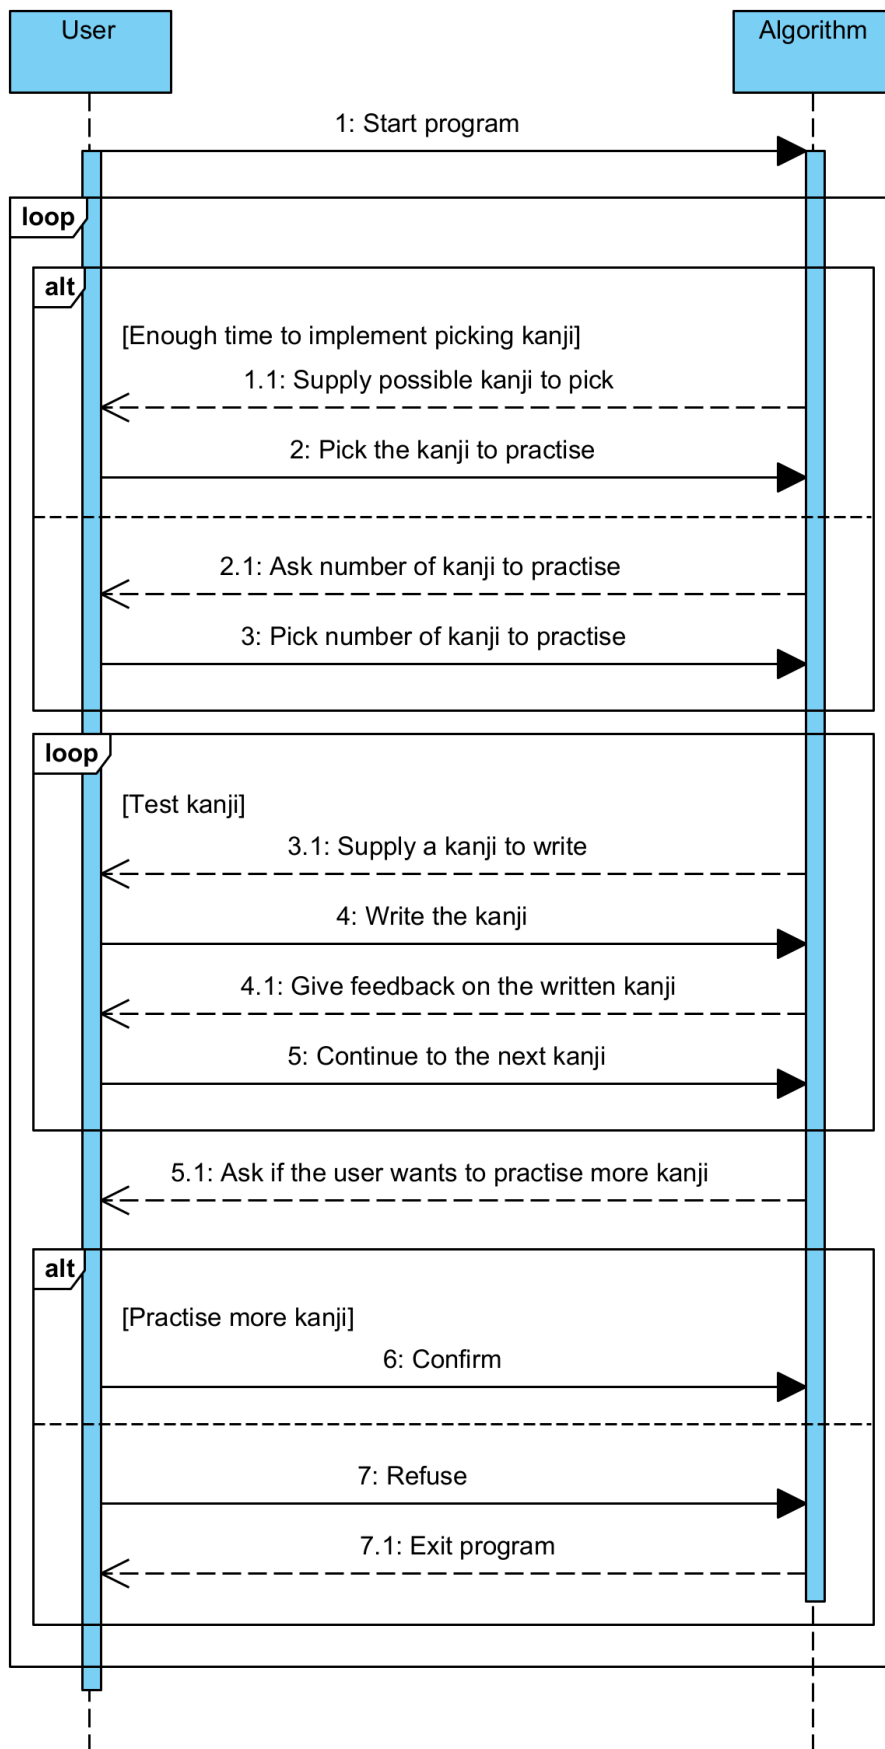 User
Algorithm
1: Start program
loop
alt
[Enough time to implement picking kanji]
1.1: Supply possible kanji to pick
2: Pick the kanji to practise
2.1: Ask number of kanji to practise
3: Pick number of kanji to practise
loop
[Test kanji]
3.1: Supply a kanji to write
4: Write the kanji
4.1: Give feedback on the written kanji
5: Continue to the next kanji
5.1: Ask if the user wants to practise more kanji
alt
[Practise more kanji]
6: Confirm
7: Refuse
7.1: Exit program